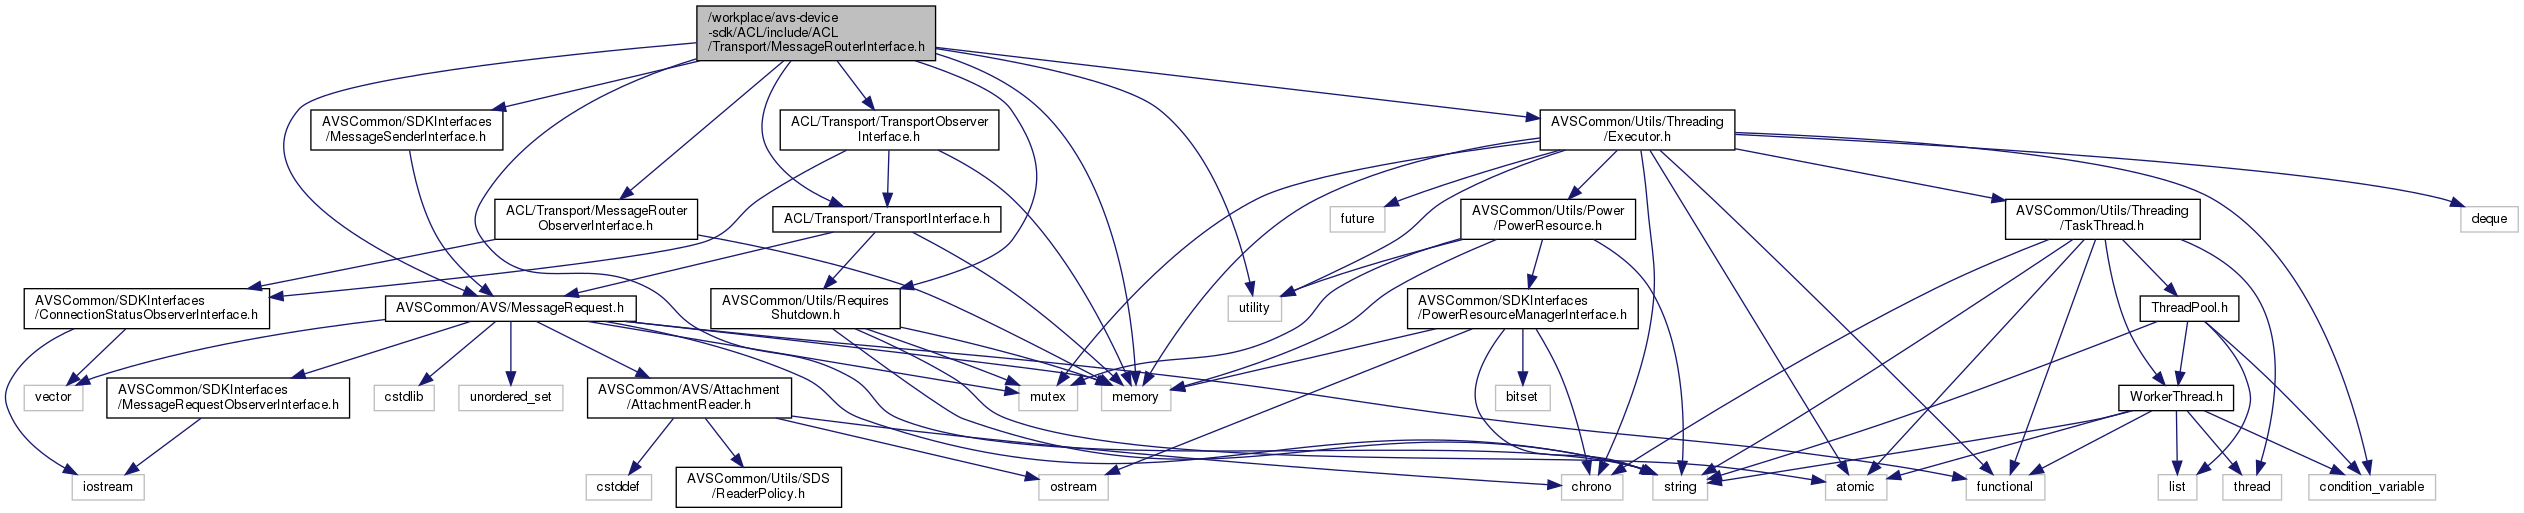 /workplace/avs-device
-sdk/ACL/include/ACL
/Transport/MessageRouterInterface.h
AVSCommon/SDKInterfaces
/MessageSenderInterface.h
ACL/Transport/TransportObserver
Interface.h
AVSCommon/Utils/Threading
/Executor.h
ACL/Transport/MessageRouter
ObserverInterface.h
ACL/Transport/TransportInterface.h
future
AVSCommon/Utils/Power
/PowerResource.h
AVSCommon/Utils/Threading
/TaskThread.h
deque
AVSCommon/SDKInterfaces
/ConnectionStatusObserverInterface.h
AVSCommon/AVS/MessageRequest.h
AVSCommon/Utils/Requires
Shutdown.h
utility
AVSCommon/SDKInterfaces
/PowerResourceManagerInterface.h
ThreadPool.h
vector
AVSCommon/SDKInterfaces
/MessageRequestObserverInterface.h
cstdlib
unordered_set
AVSCommon/AVS/Attachment
/AttachmentReader.h
mutex
memory
bitset
WorkerThread.h
iostream
cstddef
AVSCommon/Utils/SDS
/ReaderPolicy.h
ostream
chrono
string
atomic
functional
list
thread
condition_variable